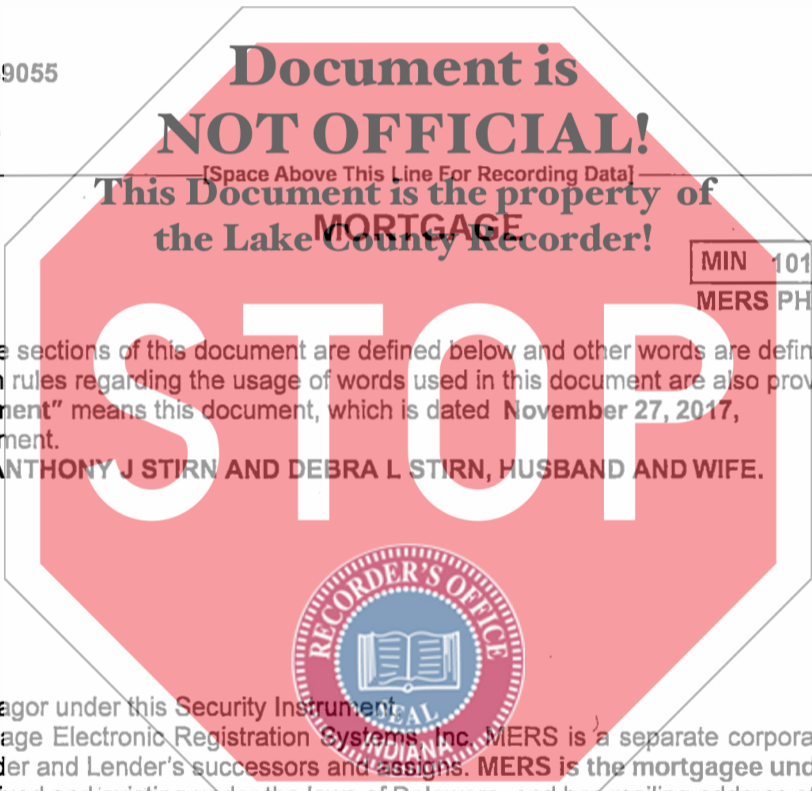 9055
Document is
NOT OFFICIAL!
[Space Above This Line For Recording Data]
This Document is the property of
MORTGAGE
the Lake County Recorder!
MIN 101
MERS PH
STOP
e sections of this document are defined below and other words are defin
rules regarding the usage of words used in this document are also prov
ment" means this document, which is dated November 27, 2017,
ment.
ANTHONY J STIRN AND DEBRA L STIRN, HUSBAND AND WIFE.
RECORDER'S OFFICE
SEAL
INDIANA
agor under this Security Instrument.
age Electronic Registration Systems, Inc. MERS is a separate corpora
der and Lender's successors and assigns. MERS is the mortgagee und